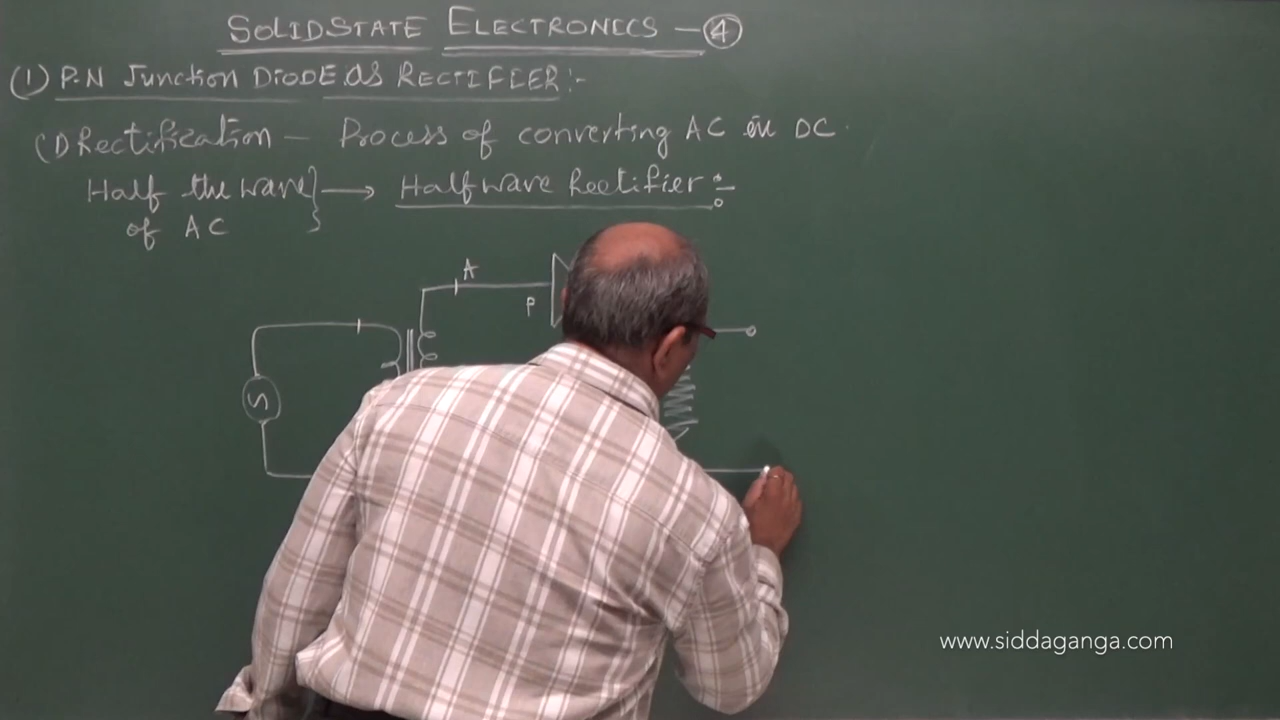 SOLIDSTATE ELECTRONICS - 4
(1) P-N JUNCTION DIODE AS RECTIFIER :-
(1) Rectification - Process of converting AC in DC.
Half the wave} → Halfwave Rectifier :-
of AC
A
P
www.siddaganga.com